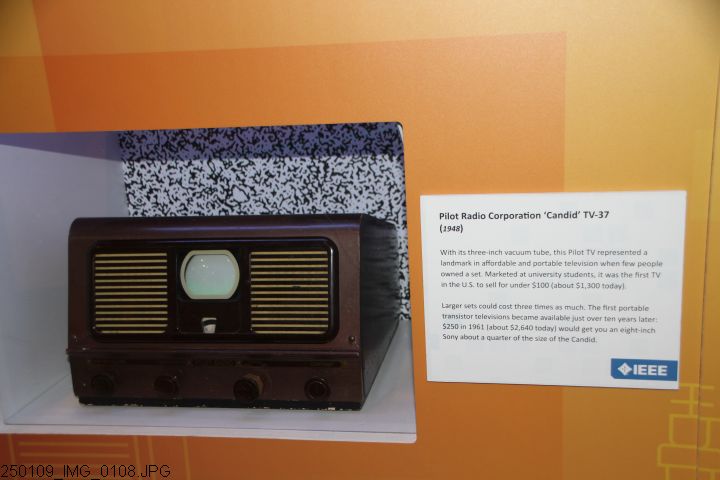 Pilot Radio Corporation ‘Candid’ TV-37
(1948)
With its three-inch vacuum tube, this Pilot TV represented a
landmark in affordable and portable television when few people
owned a set. Marketed at university students, it was the first TV
in the U.S. to sell for under $100 (about $1,300 today).
Larger sets could cost three times as much. The first portable
transistor televisions became available just over ten years later:
$250 in 1961 (about $2,640 today) would get you an eight-inch
Sony about a quarter of the size of the Candid.
IEEE
250109_IMG_0108.JPG